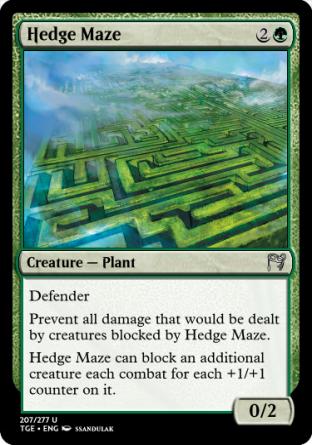 Hedge Maze 2
Creature — Plant
Defender
Prevent all damage that would be dealt
by creatures blocked by Hedge Maze.
Hedge Maze can block an additional
creature each combat for each +1/+1
counter on it.
0/2
207/277 U
TGE • ENG SSANDULAK